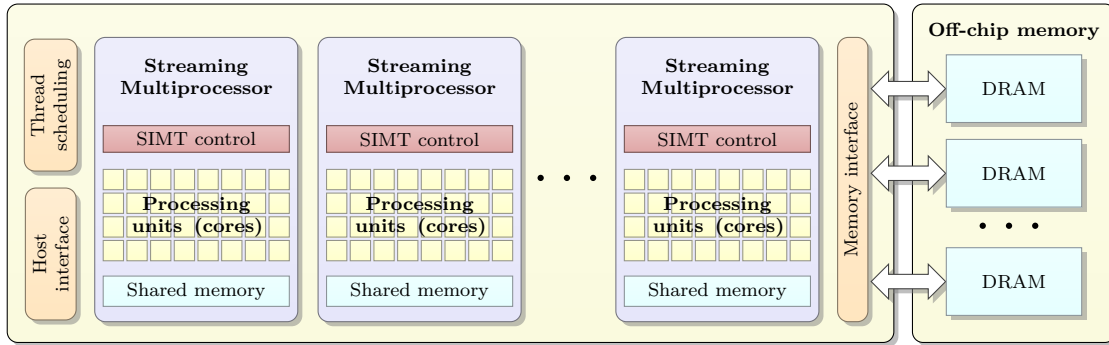 Thread
scheduling
Host
interface
Streaming
Multiprocessor
SIMT control
Processing
units (cores)
Shared memory
Streaming
Multiprocessor
SIMT control
Processing
units (cores)
Shared memory
• • •
Streaming
Multiprocessor
SIMT control
Processing
units (cores)
Shared memory
Memory interface
Off-chip memory
DRAM
DRAM
• • •
DRAM